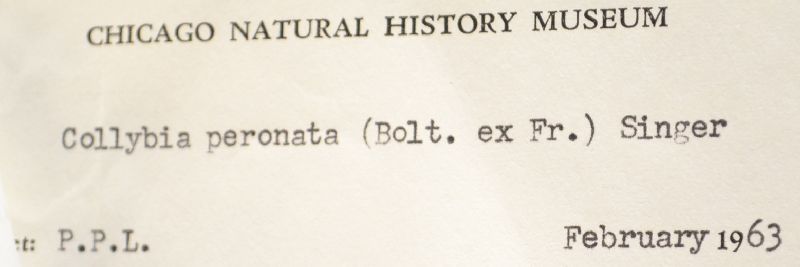 CHICAGO NATURAL HISTORY MUSEUM
Collybia peronata (Bolt. ex Fr.) Singer
P.P.L. February 1963